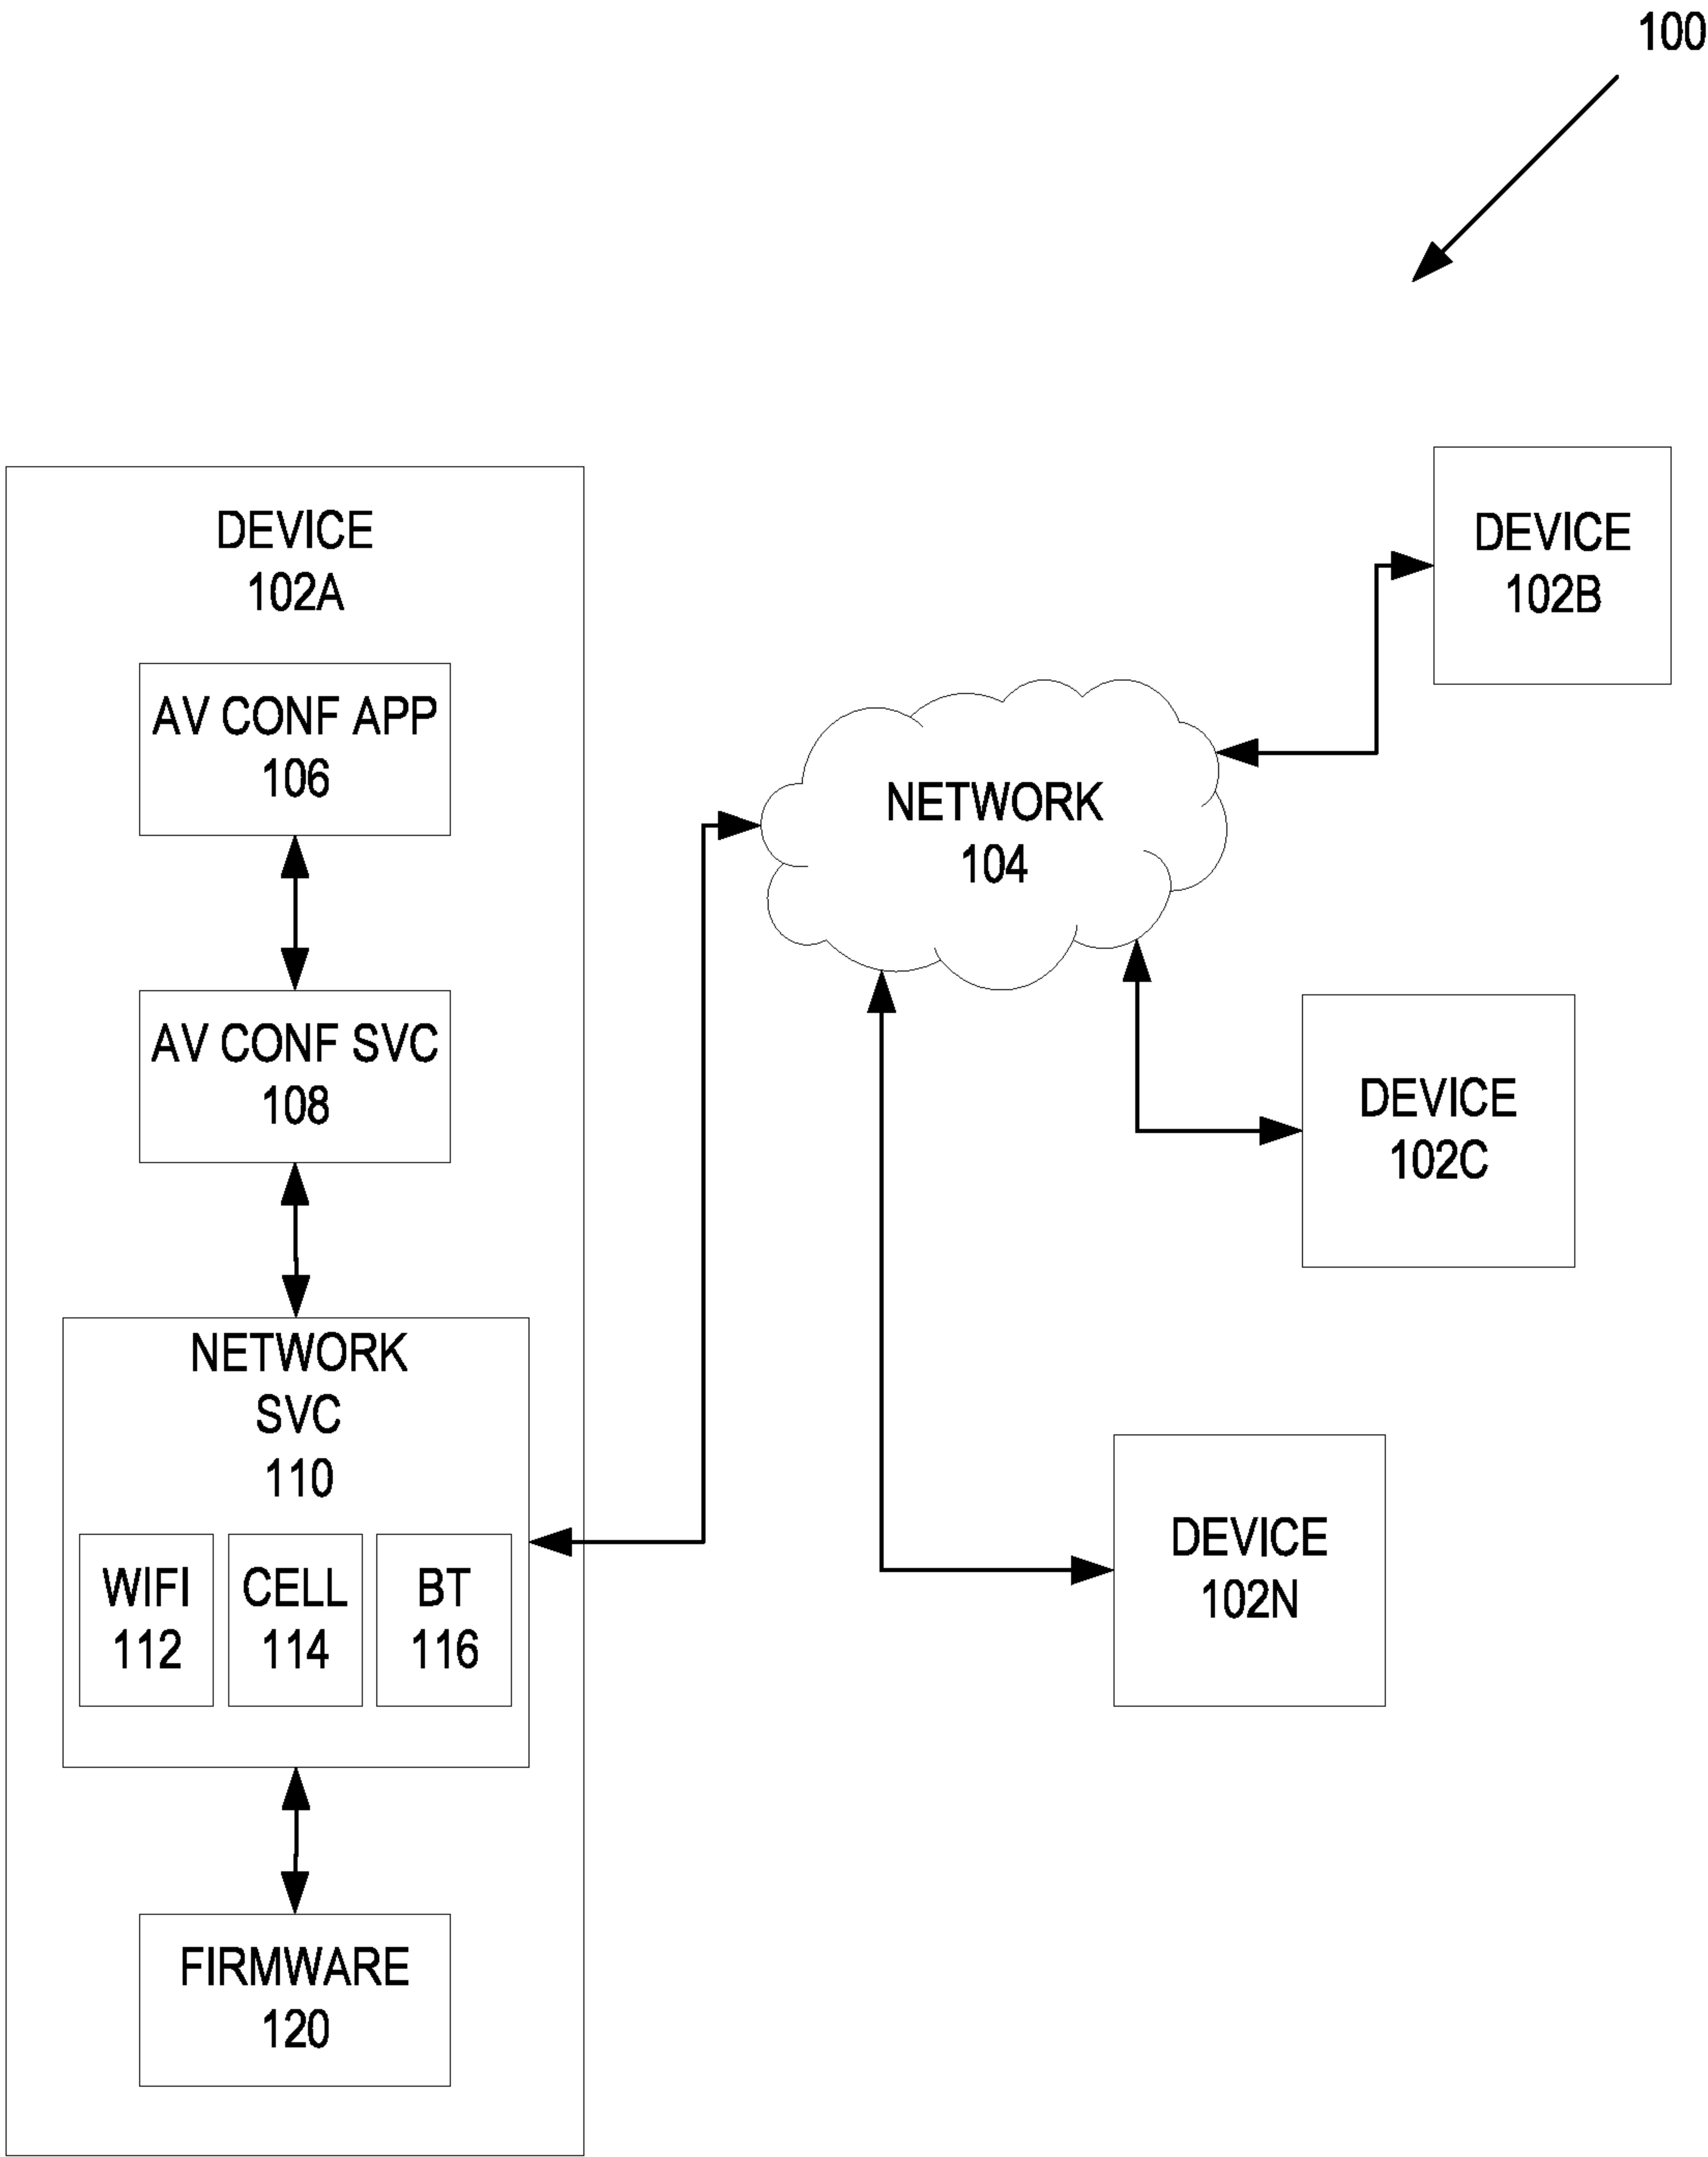 100
DEVICE
102A
AV CONF APP
106
AV CONF SVC
108
NETWORK
SVC
110
WIFI
112
CELL
114
BT
116
FIRMWARE
120
NETWORK
104
DEVICE
102B
DEVICE
102C
DEVICE
102N